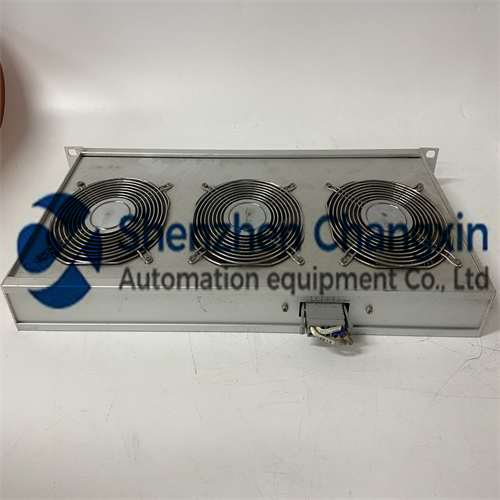 Shenzhen Changxin
Automation equipment Co., Ltd